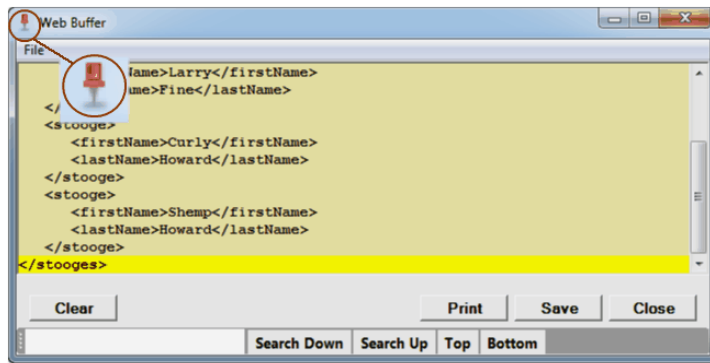 Web Buffer
File
Name>Larry</firstName>
ame>Fine</lastName>
</
<stooge>
<firstName>Curly</firstName>
<lastName>Howard</lastName>
</stooge>
<stooge>
<firstName>Shemp</firstName>
<lastName>Howard</lastName>
</stooge>
</stooges>
Clear Print Save Close
Search Down Search Up Top Bottom